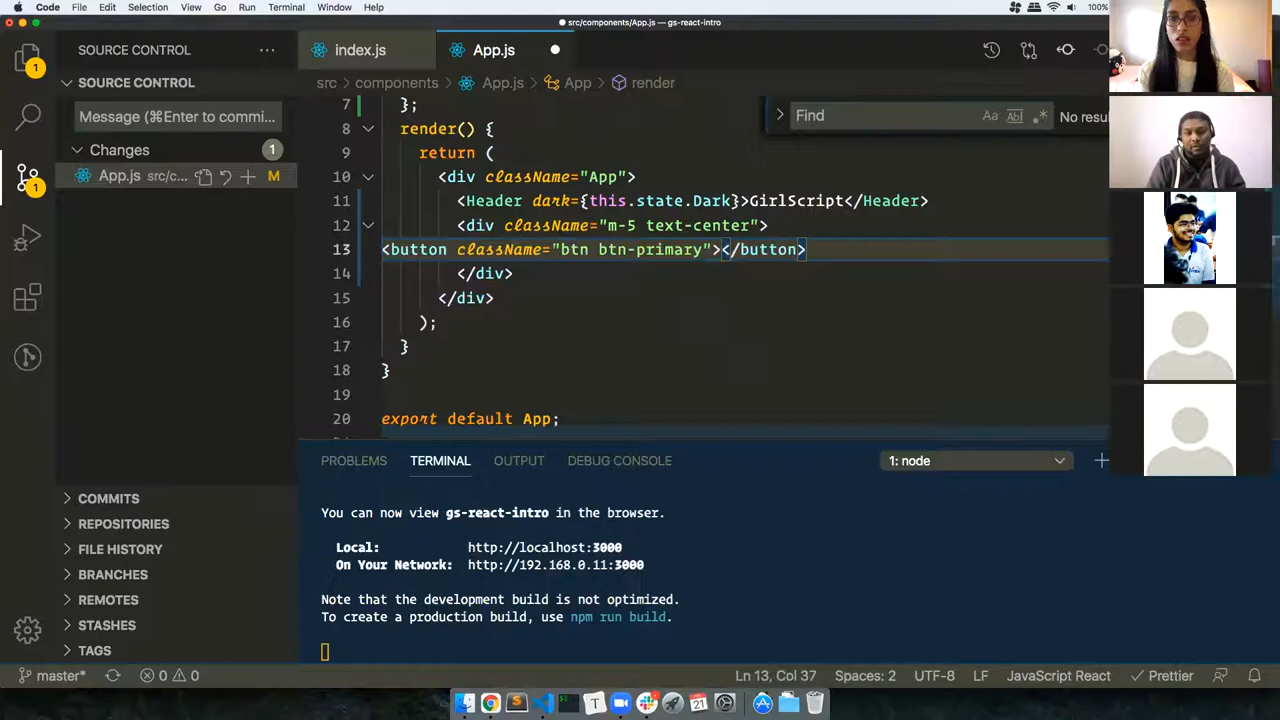 Code File Edit Selection View Go Run Terminal Window Help 100%
src/components/App.js — gs-react-intro
SOURCE CONTROL
index.js
App.js
SOURCE CONTROL
src > components > App.js > App > render
Message (⌘Enter to commi...
Find
Aa Abl .*
No resu
Changes 1
App.js src/c... M
7 };
8 render() {
9 return (
10 <div className="App">
11 <Header dark={this.state.Dark}>GirlScript</Header>
12 <div className="m-5 text-center">
13 <button className="btn btn-primary"></button>
14 </div>
15 </div>
16 );
17 }
18 }
19
20 export default App;
PROBLEMS TERMINAL OUTPUT DEBUG CONSOLE 1: node
You can now view gs-react-intro in the browser.
Local: http://localhost:3000
On Your Network: http://192.168.0.11:3000
Note that the development build is not optimized.
To create a production build, use npm run build.
COMMITS
REPOSITORIES
FILE HISTORY
BRANCHES
REMOTES
STASHES
TAGS
master* 0 0 Ln 13, Col 37 Spaces: 2 UTF-8 LF JavaScript React Prettier